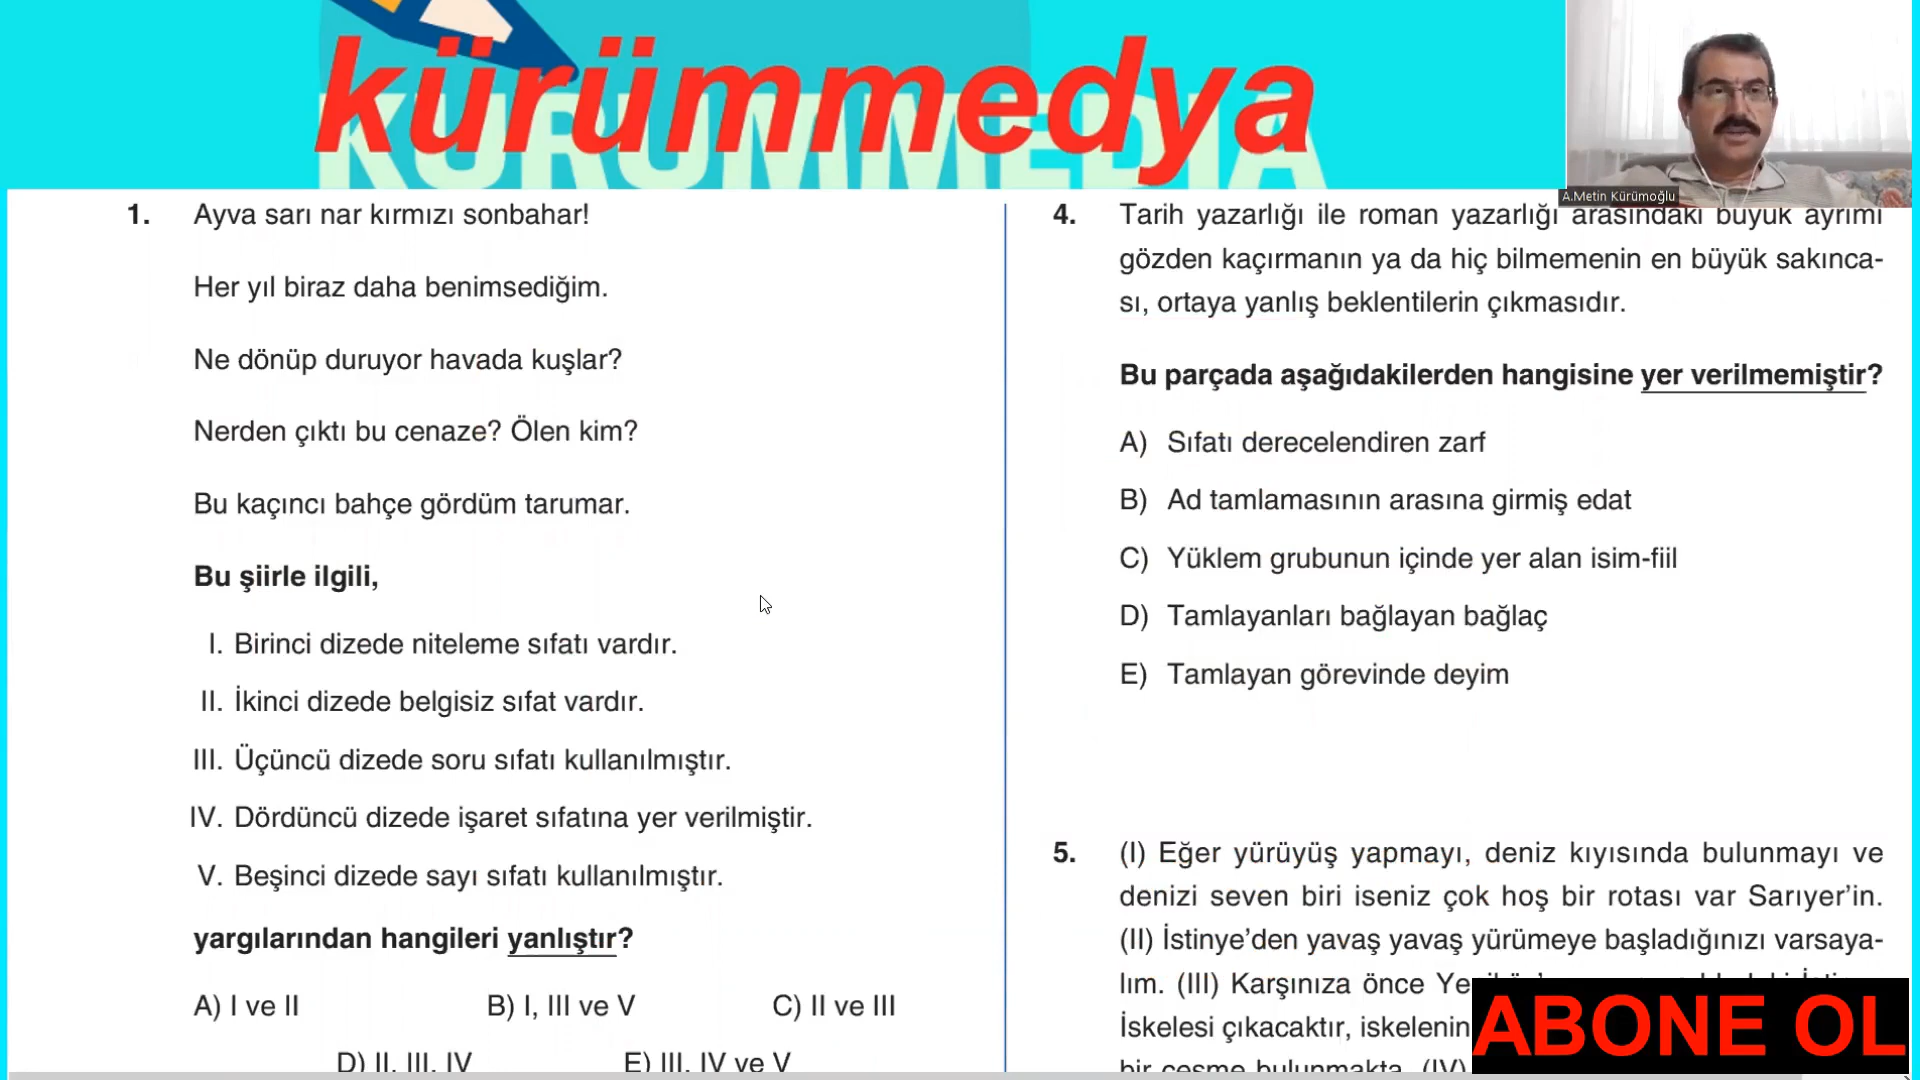 kürümmedya
KURUMMEDIA
A.Metin Kürümoğlu
1. Ayva sarı nar kırmızı sonbahar!
Her yıl biraz daha benimsediğim.
Ne dönüp duruyor havada kuşlar?
Nerden çıktı bu cenaze? Ölen kim?
Bu kaçıncı bahçe gördüm tarumar.
Bu şiirle ilgili,
I. Birinci dizede niteleme sıfatı vardır.
II. İkinci dizede belgisiz sıfat vardır.
III. Üçüncü dizede soru sıfatı kullanılmıştır.
IV. Dördüncü dizede işaret sıfatına yer verilmiştir.
V. Beşinci dizede sayı sıfatı kullanılmıştır.
yargılarından hangileri yanlıştır?
A) I ve II B) I, III ve V C) II ve III
D) II, III, IV E) III, IV ve V
4. Tarih yazarlığı ile roman yazarlığı arasındaki büyük ayrımı
gözden kaçırmanın ya da hiç bilmemenin en büyük sakınca-
sı, ortaya yanlış beklentilerin çıkmasıdır.
Bu parçada aşağıdakilerden hangisine yer verilmemiştir?
A) Sıfatı derecelendiren zarf
B) Ad tamlamasının arasına girmiş edat
C) Yüklem grubunun içinde yer alan isim-fiil
D) Tamlayanları bağlayan bağlaç
E) Tamlayan görevinde deyim
5. (I) Eğer yürüyüş yapmayı, deniz kıyısında bulunmayı ve
denizi seven biri iseniz çok hoş bir rotası var Sarıyer’in.
(II) İstinye’den yavaş yavaş yürümeye başladığınızı varsaya-
lım. (III) Karşınıza önce
İskelesi çıkacaktır, iskelenin
bir çeşme bulunmakta. (IV)
ABONE OL